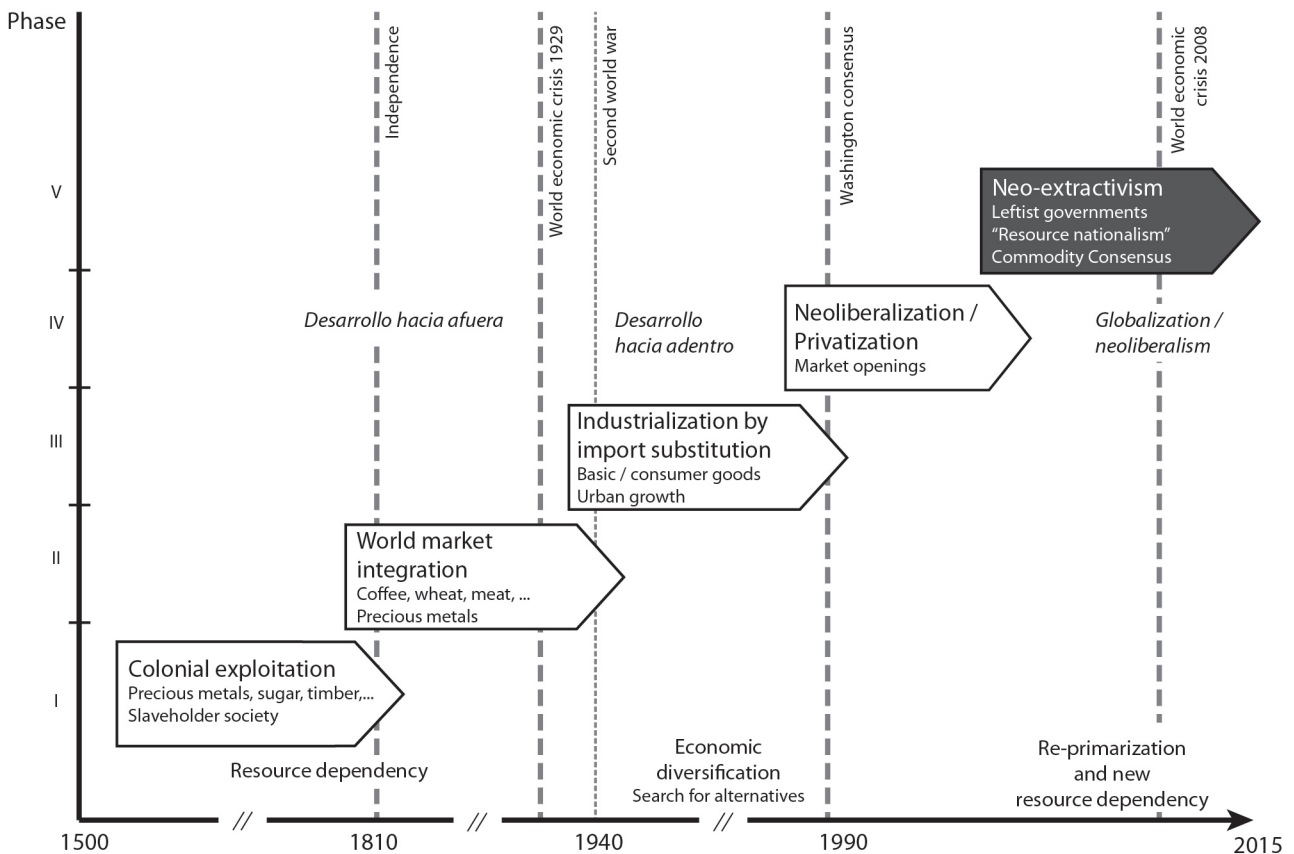 Phase
Independence
World economic crisis 1929
Second world war
Washington consensus
World economic
crisis 2008
V
Neo-extractivism
Leftist governments
“Resource nationalism”
Commodity Consensus
IV
Desarrollo hacia afuera
Desarrollo
hacia adentro
Neoliberalization /
Privatization
Market openings
Globalization /
neoliberalism
III
Industrialization by
import substitution
Basic / consumer goods
Urban growth
II
World market
integration
Coffee, wheat, meat, ...
Precious metals
I
Colonial exploitation
Precious metals, sugar, timber,...
Slaveholder society
Resource dependency
Economic
diversification
Search for alternatives
Re-primarization
and new
resource dependency
1500
1810
1940
1990
2015